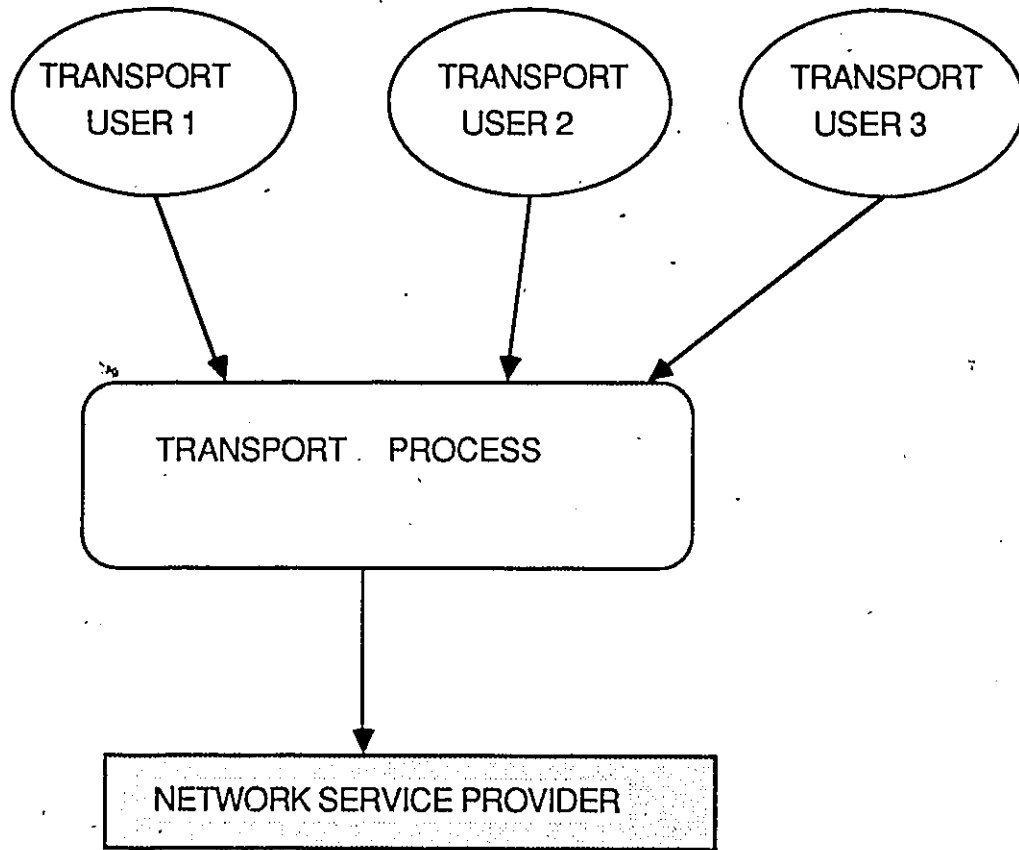 TRANSPORT
USER 1
TRANSPORT
USER 2
TRANSPORT
USER 3
TRANSPORT PROCESS
NETWORK SERVICE PROVIDER